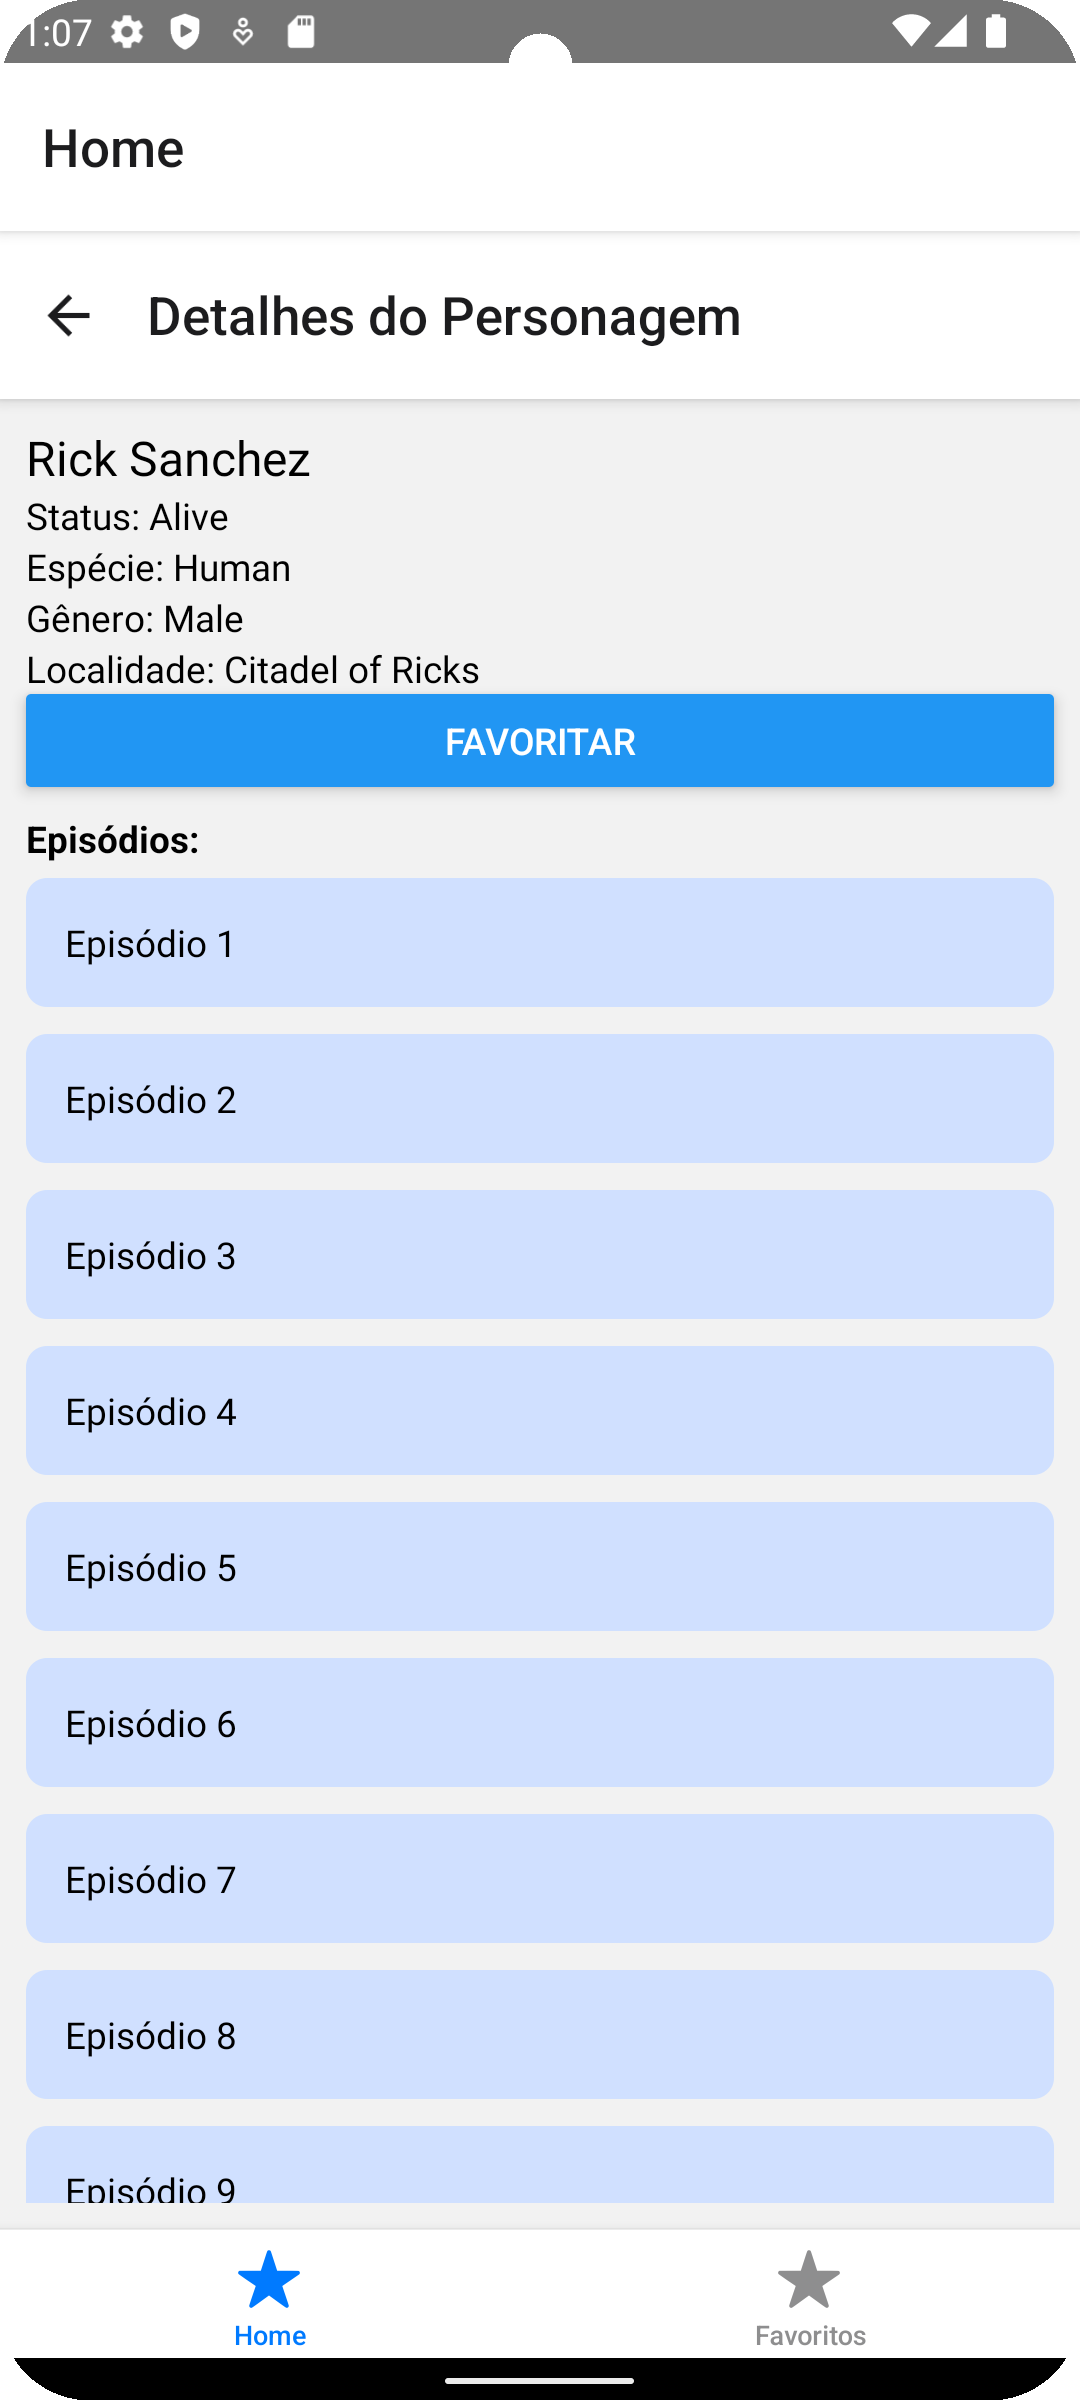 1:07
Home
Detalhes do Personagem
Rick Sanchez
Status: Alive
Espécie: Human
Gênero: Male
Localidade: Citadel of Ricks
FAVORITAR
Episódios:
Episódio 1
Episódio 2
Episódio 3
Episódio 4
Episódio 5
Episódio 6
Episódio 7
Episódio 8
Episódio 9
Home
Favoritos